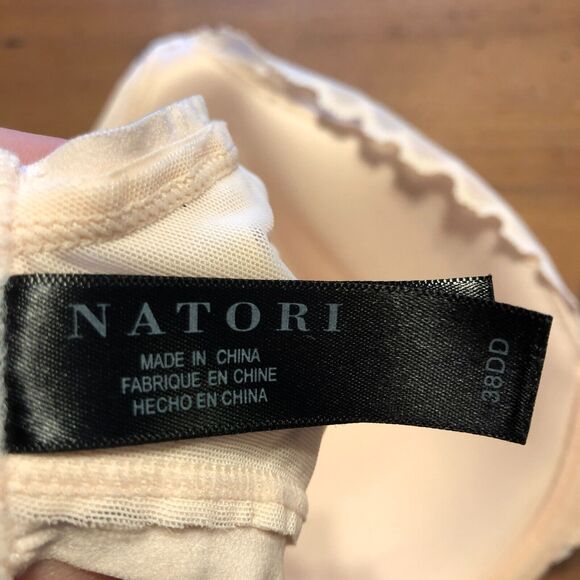 NATORI
MADE IN CHINA
FABRIQUE EN CHINE
HECHO EN CHINA
38DD